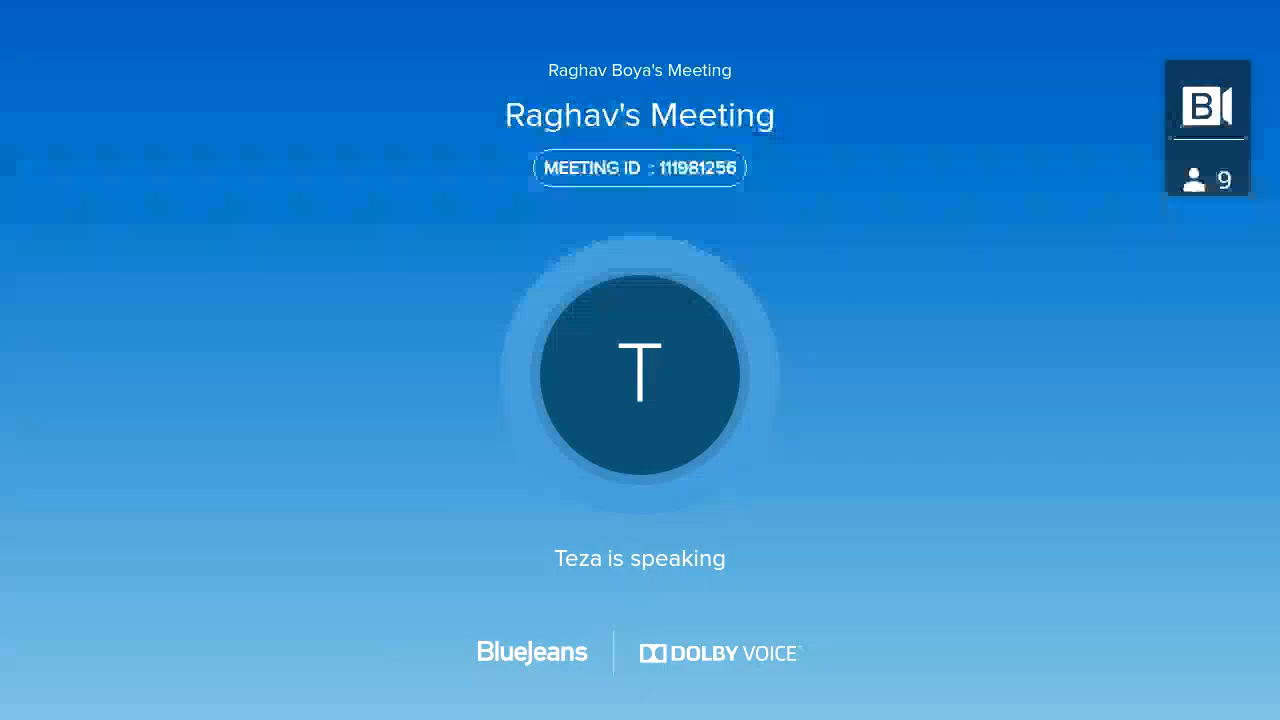 Raghav Boya's Meeting
Raghav's Meeting
MEETING ID : 111981256
B
9
T
Teza is speaking
BlueJeans
DOLBY VOICE